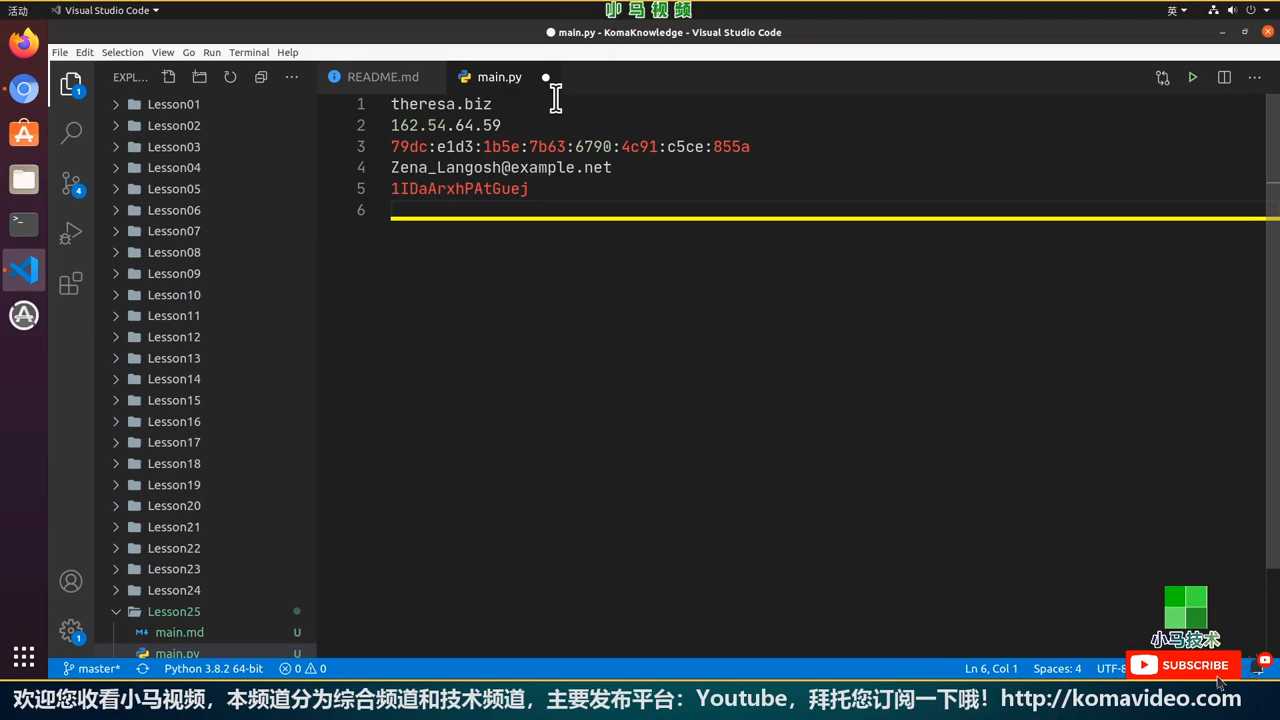 活动
Visual Studio Code
小马视频
英
main.py - KomaKnowledge - Visual Studio Code
File Edit Selection View Go Run Terminal Help
EXPL...
README.md
main.py
1 theresa.biz
2 162.54.64.59
3 79dc:e1d3:1b5e:7b63:6790:4c91:c5ce:855a
4 Zena_Langosh@example.net
5 1IDaArxhPAtGuej
6
Lesson01
Lesson02
Lesson03
Lesson04
Lesson05
Lesson06
Lesson07
Lesson08
Lesson09
Lesson10
Lesson11
Lesson12
Lesson13
Lesson14
Lesson15
Lesson16
Lesson17
Lesson18
Lesson19
Lesson20
Lesson21
Lesson22
Lesson23
Lesson24
Lesson25
main.md U
main.py U
1
4
1
小马技术
SUBSCRIBE
master*
Python 3.8.2 64-bit
0
0
Ln 6, Col 1
Spaces: 4
欢迎您收看小马视频，本频道分为综合频道和技术频道，主要发布平台：Youtube，拜托您订阅一下哦！http://komavideo.com